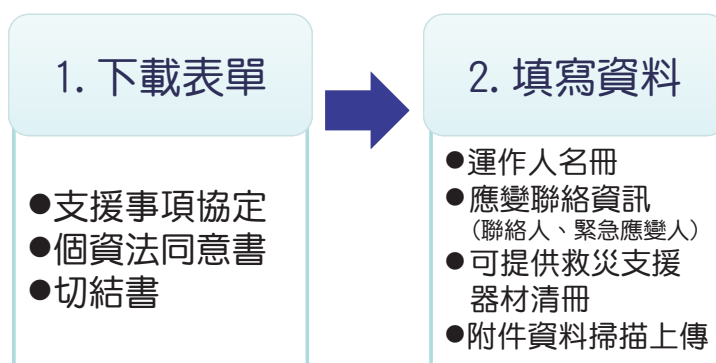 1. 下載表單
●支援事項協定
●個資法同意書
●切結書
2. 填寫資料
●運作人名冊
●應變聯絡資訊
(聯絡人、緊急應變人)
●可提供救災支援
器材清冊
●附件資料掃描上傳